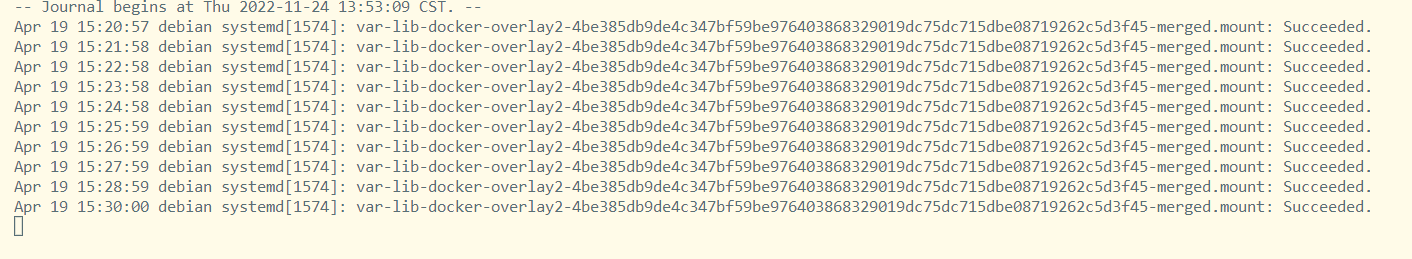 -- Journal begins at Thu 2022-11-24 13:53:09 CST. --
Apr 19 15:20:57 debian systemd[1574]: var-lib-docker-overlay2-4be385db9de4c347bf59be976403868329019dc75dc715dbe08719262c5d3f45-merged.mount: Succeeded.
Apr 19 15:21:58 debian systemd[1574]: var-lib-docker-overlay2-4be385db9de4c347bf59be976403868329019dc75dc715dbe08719262c5d3f45-merged.mount: Succeeded.
Apr 19 15:22:58 debian systemd[1574]: var-lib-docker-overlay2-4be385db9de4c347bf59be976403868329019dc75dc715dbe08719262c5d3f45-merged.mount: Succeeded.
Apr 19 15:23:58 debian systemd[1574]: var-lib-docker-overlay2-4be385db9de4c347bf59be976403868329019dc75dc715dbe08719262c5d3f45-merged.mount: Succeeded.
Apr 19 15:24:58 debian systemd[1574]: var-lib-docker-overlay2-4be385db9de4c347bf59be976403868329019dc75dc715dbe08719262c5d3f45-merged.mount: Succeeded.
Apr 19 15:25:59 debian systemd[1574]: var-lib-docker-overlay2-4be385db9de4c347bf59be976403868329019dc75dc715dbe08719262c5d3f45-merged.mount: Succeeded.
Apr 19 15:26:59 debian systemd[1574]: var-lib-docker-overlay2-4be385db9de4c347bf59be976403868329019dc75dc715dbe08719262c5d3f45-merged.mount: Succeeded.
Apr 19 15:27:59 debian systemd[1574]: var-lib-docker-overlay2-4be385db9de4c347bf59be976403868329019dc75dc715dbe08719262c5d3f45-merged.mount: Succeeded.
Apr 19 15:28:59 debian systemd[1574]: var-lib-docker-overlay2-4be385db9de4c347bf59be976403868329019dc75dc715dbe08719262c5d3f45-merged.mount: Succeeded.
Apr 19 15:30:00 debian systemd[1574]: var-lib-docker-overlay2-4be385db9de4c347bf59be976403868329019dc75dc715dbe08719262c5d3f45-merged.mount: Succeeded.